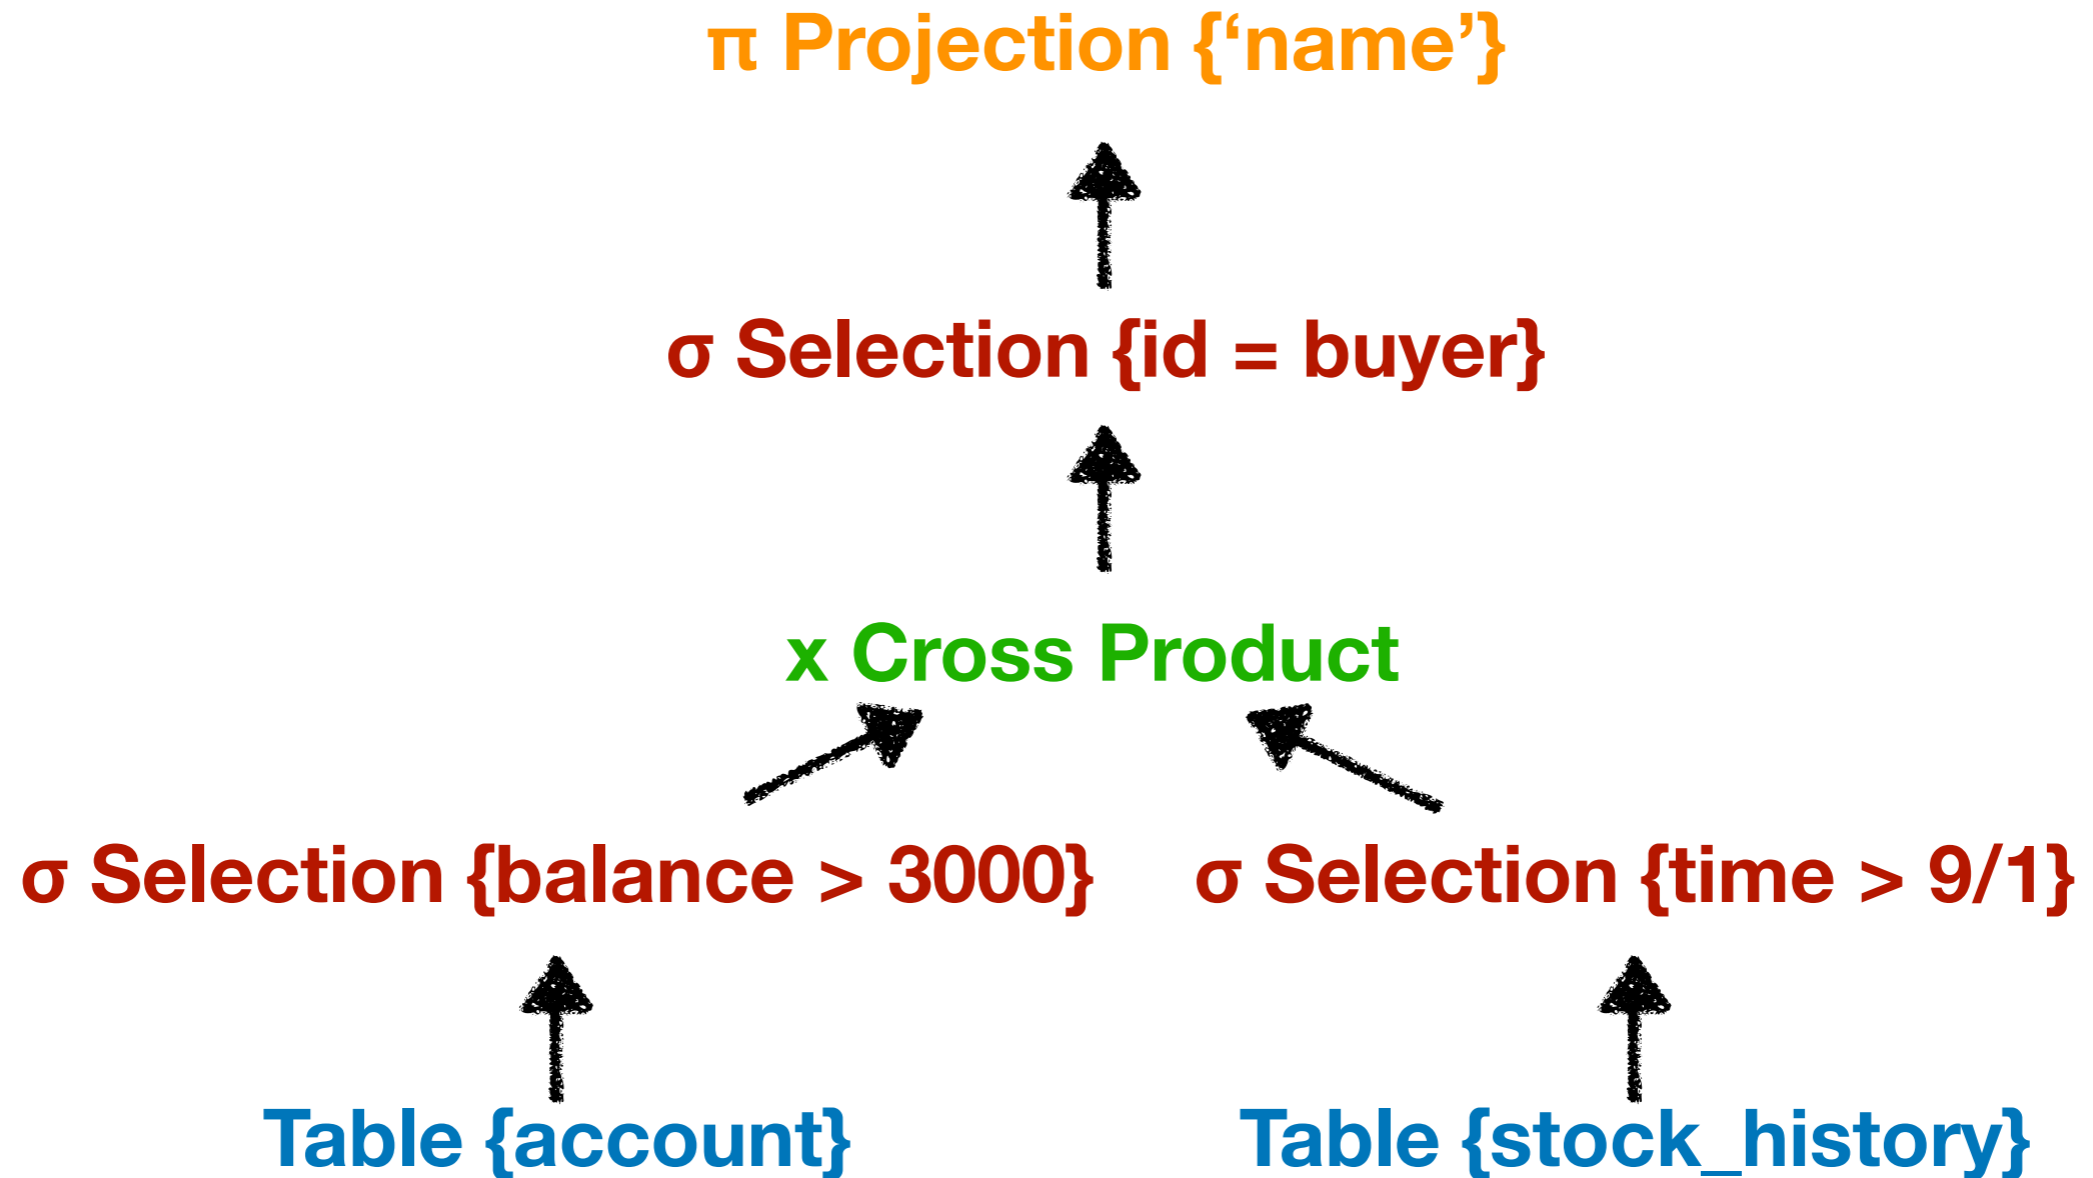 π Projection {‘name’}
σ Selection {id = buyer}
x Cross Product
σ Selection {balance > 3000} σ Selection {time > 9/1}
Table {account} Table {stock_history}